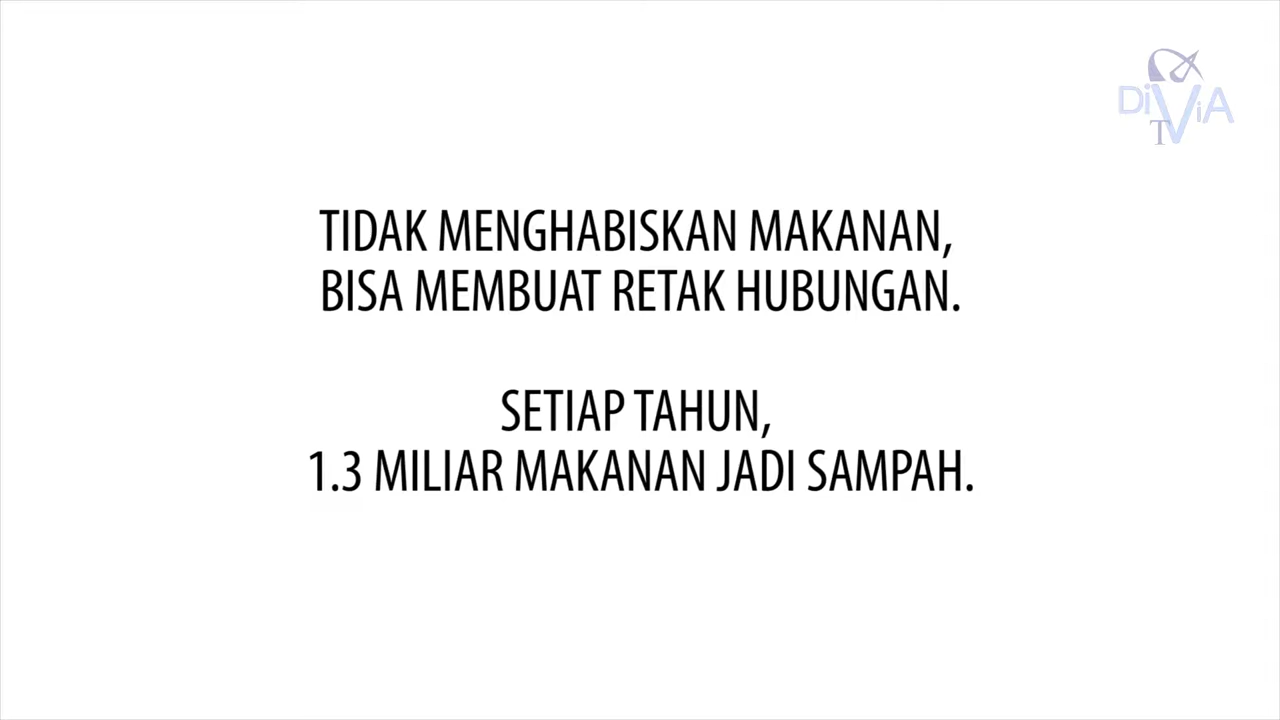 DiViA
TV
TIDAK MENGHABISKAN MAKANAN,
BISA MEMBUAT RETAK HUBUNGAN.
SETIAP TAHUN,
1.3 MILIAR MAKANAN JADI SAMPAH.